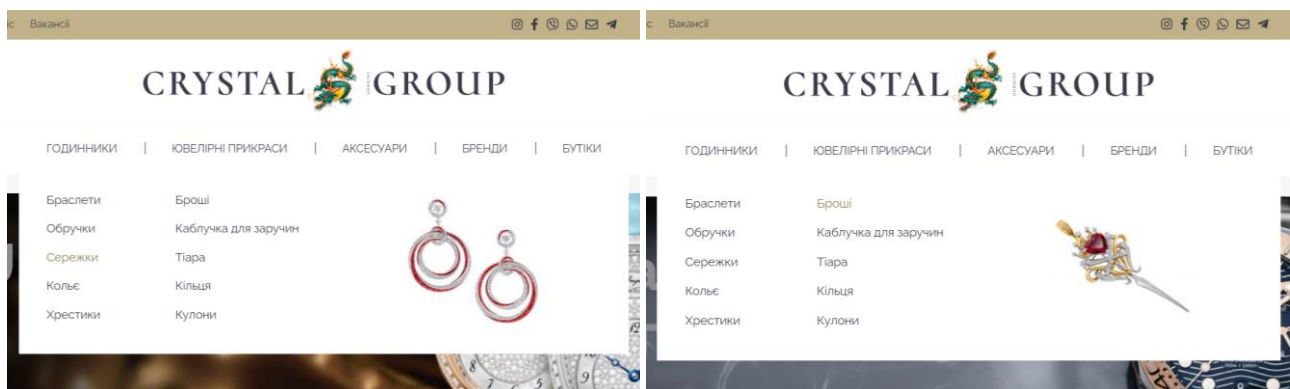 іс Вакансії
CRYSTAL GROUP
ГОДИННИКИ | ЮВЕЛІРНІ ПРИКРАСИ | АКСЕСУАРИ | БРЕНДИ | БУТІКИ
Браслети Броші
Обручки Каблучка для заручин
Сережки Тіара
Кольє Кільця
Хрестики Кулони
с Вакансії
CRYSTAL GROUP
ГОДИННИКИ | ЮВЕЛІРНІ ПРИКРАСИ | АКСЕСУАРИ | БРЕНДИ | БУТІКИ
Браслети Броші
Обручки Каблучка для заручин
Сережки Тіара
Кольє Кільця
Хрестики Кулони